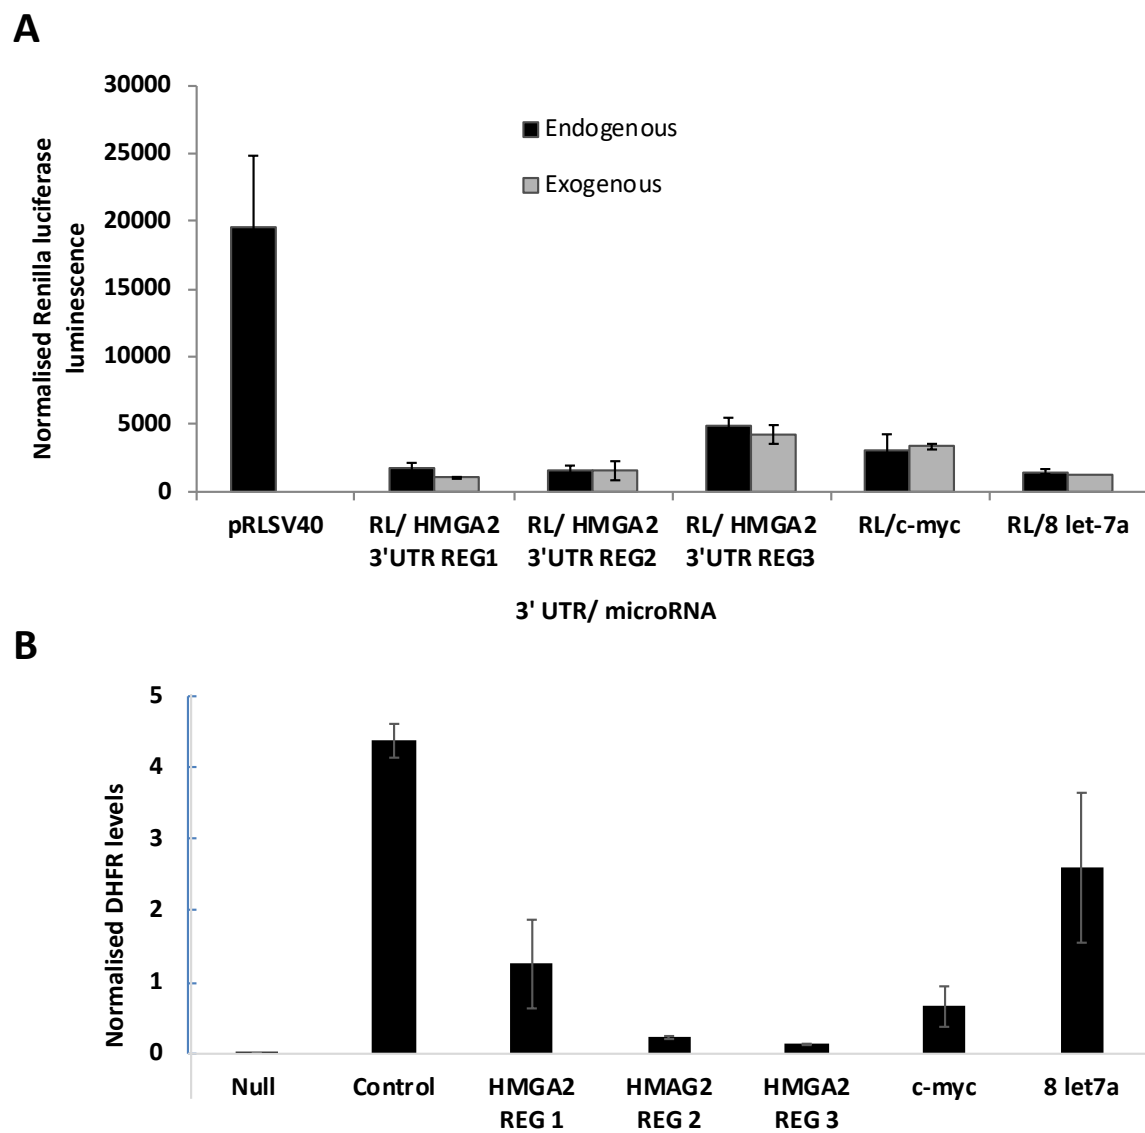 A
30000
25000
20000
15000
10000
5000
0
Normalised Renilla luciferase
luminescence
Endogenous
Exogenous
pRLSV40
RL/ HMGA2
3'UTR REG1
RL/ HMGA2
3'UTR REG2
RL/ HMGA2
3'UTR REG3
RL/c-myc
RL/8 let-7a
3' UTR/ microRNA
B
5
4
3
2
1
0
Normalised DHFR levels
Null
Control
HMGA2
REG 1
HMAG2
REG 2
HMGA2
REG 3
c-myc
8 let7a